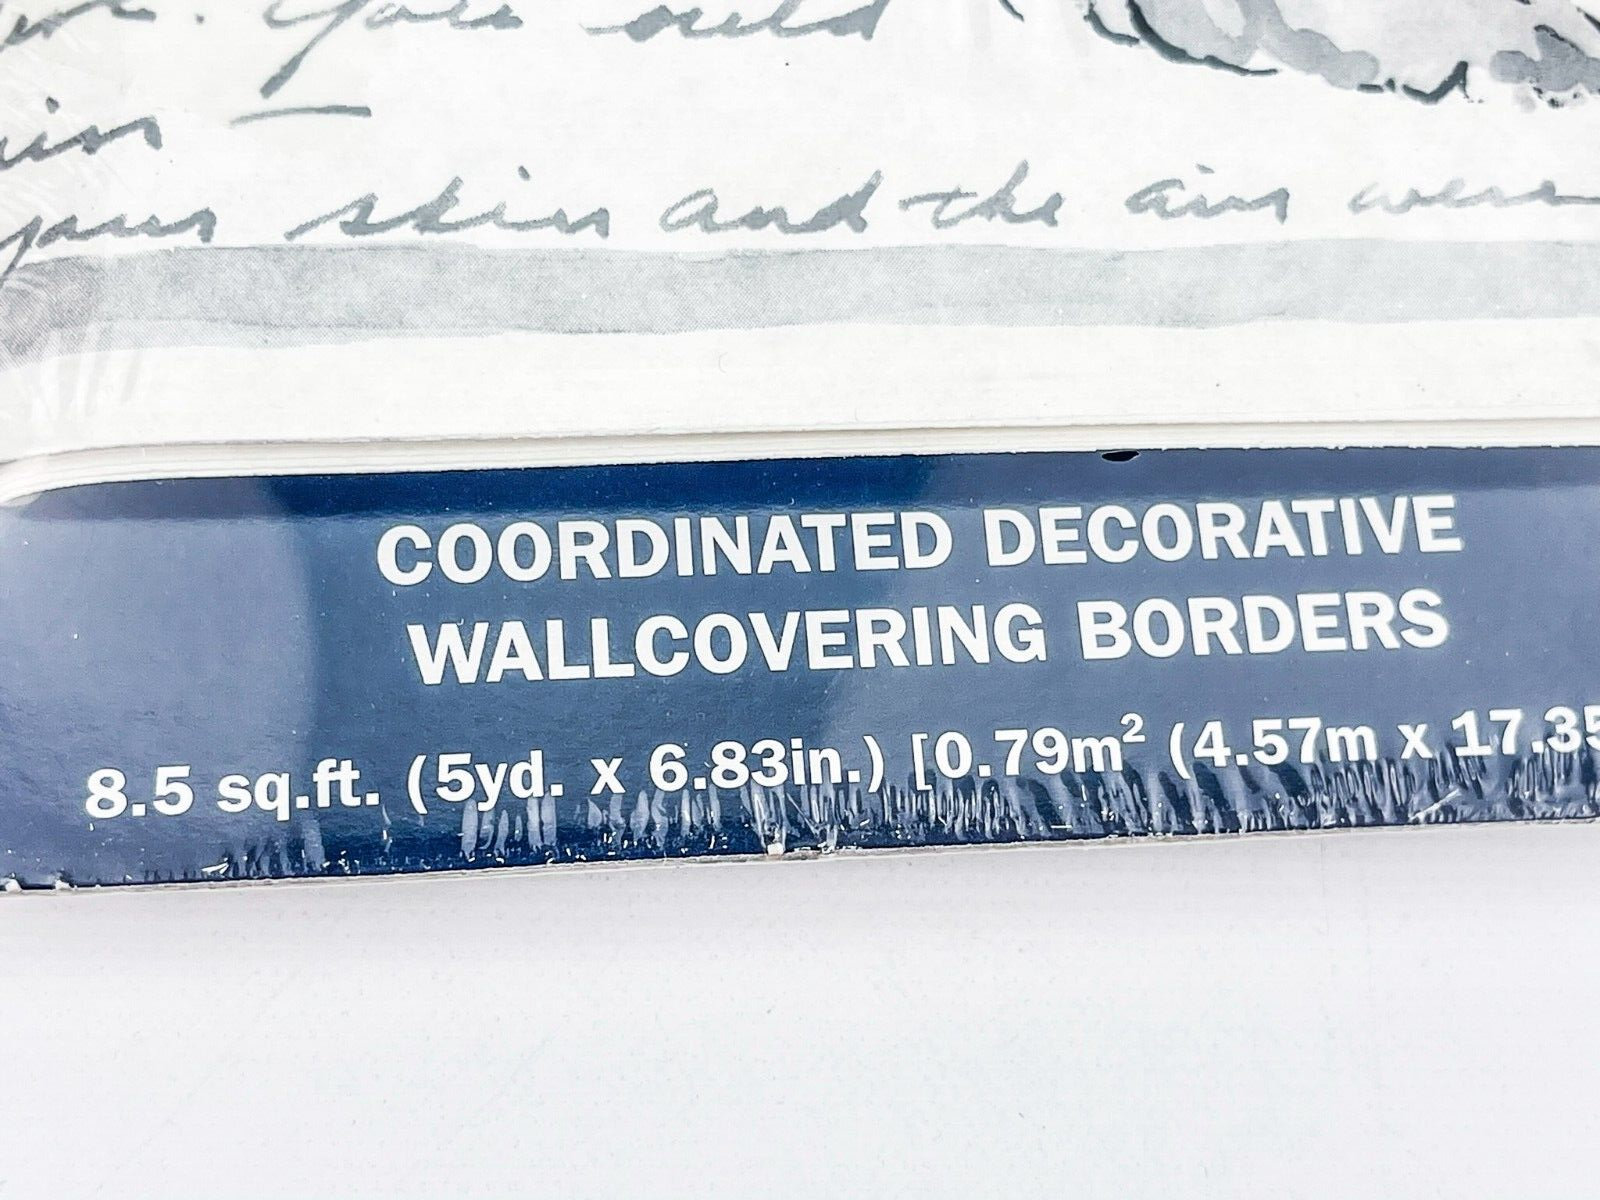 . You
skin and the air were
COORDINATED DECORATIVE
WALLCOVERING BORDERS
8.5 sq.ft. (5yd. x 6.83in.) [0.79m² (4.57m x 17.35